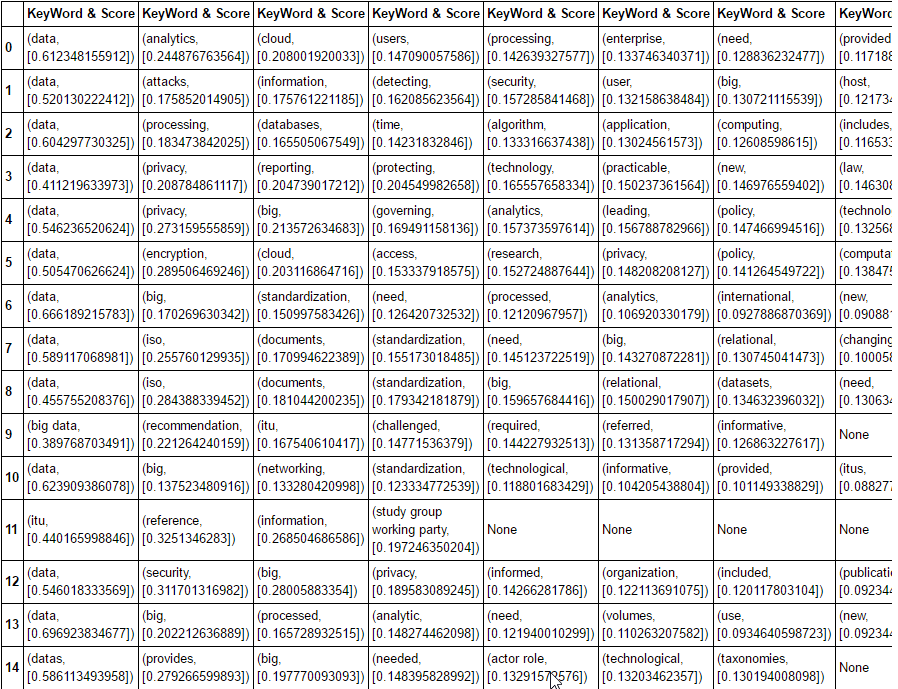 KeyWord & Score KeyWord & Score KeyWord & Score KeyWord & Score KeyWord & Score KeyWord & Score KeyWord & Score KeyWord
0 (data, (analytics, (cloud, (users, (processing, (enterprise, (need, (provided
[0.612348155912]) [0.244876763564]) [0.208001920033]) [0.147090057586]) [0.142639327577]) [0.133746340371]) [0.128836232477]) [0.117188
1 (data, (attacks, (information, (detecting, (security, (user, (big, (host,
[0.520130222412]) [0.175852014905]) [0.175761221185]) [0.162085623564]) [0.157285841468]) [0.132158638484]) [0.130721115539]) [0.12173
2 (data, (processing, (databases, (time, (algorithm, (application, (computing, (includes,
[0.604297730325]) [0.183473842025]) [0.165505067549]) [0.14231832846]) [0.133316637438]) [0.13024561573]) [0.12608598615]) [0.11653
3 (data, (privacy, (reporting, (protecting, (technology, (practicable, (new, (law,
[0.411219633973]) [0.208784861117]) [0.204739017212]) [0.204549982658]) [0.165557658334]) [0.150237361564]) [0.146976559402]) [0.14630
4 (data, (privacy, (big, (governing, (analytics, (leading, (policy, (technolo
[0.546236520624]) [0.273159555859]) [0.213572634683]) [0.169491158136]) [0.157373597614]) [0.156788782966]) [0.147466994516]) [0.13256
5 (data, (encryption, (cloud, (access, (research, (privacy, (policy, (computa
[0.505470626624]) [0.289506469246]) [0.203116864716]) [0.153337918575]) [0.152724887644]) [0.148208208127]) [0.141264549722]) [0.13847
6 (data, (big, (standardization, (need, (processed, (analytics, (international, (new,
[0.666189215783]) [0.170269630342]) [0.150997583426]) [0.126420732532]) [0.12120967957]) [0.106920330179]) [0.0927886870369]) [0.09088
7 (data, (iso, (documents, (standardization, (need, (big, (relational, (changing
[0.589117068981]) [0.255760129935]) [0.170994622389]) [0.155173018485]) [0.145123722519]) [0.143270872281]) [0.130745041473]) [0.10005
8 (data, (iso, (documents, (standardization, (big, (relational, (datasets, (need,
[0.455755208376]) [0.284388339452]) [0.181044200235]) [0.179342181879]) [0.159657684416]) [0.150029017907]) [0.134632396032]) [0.13063
9 (big data, (recommendation, (itu, (challenged, (required, (referred, (informative, None
[0.389768703491]) [0.221264240159]) [0.167540610417]) [0.14771536379]) [0.144227932513]) [0.131358717294]) [0.126863227617])
10 (data, (big, (networking, (standardization, (technological, (informative, (provided, (itus,
[0.623909386078]) [0.137523480916]) [0.133280420998]) [0.123334772539]) [0.118801683429]) [0.104205438804]) [0.101149338829]) [0.08827
11 (itu, (reference, (information, (study group
working party, None None None None
[0.440165998846]) [0.3251346283]) [0.268504686586]) [0.197246350204])
12 (data, (security, (big, (privacy, (informed, (organization, (included, (publicati
[0.546018333569]) [0.3117013116982]) [0.28005883354]) [0.189583089245]) [0.14266281786]) [0.122113691075]) [0.120117803104]) [0.09234
13 (data, (big, (processed, (analytic, (need, (volumes, (use, (new,
[0.696923834677]) [0.202212636889]) [0.165728932515]) [0.148274462098]) [0.121940010299]) [0.110263207582]) [0.0934640598723]) [0.09234
14 (datas, (provides, (big, (needed, (actor role, (technological, (taxonomies, None
[0.586113493958]) [0.279266599893]) [0.197770093093]) [0.148395828992]) [0.13203462357]) [0.130194008098])